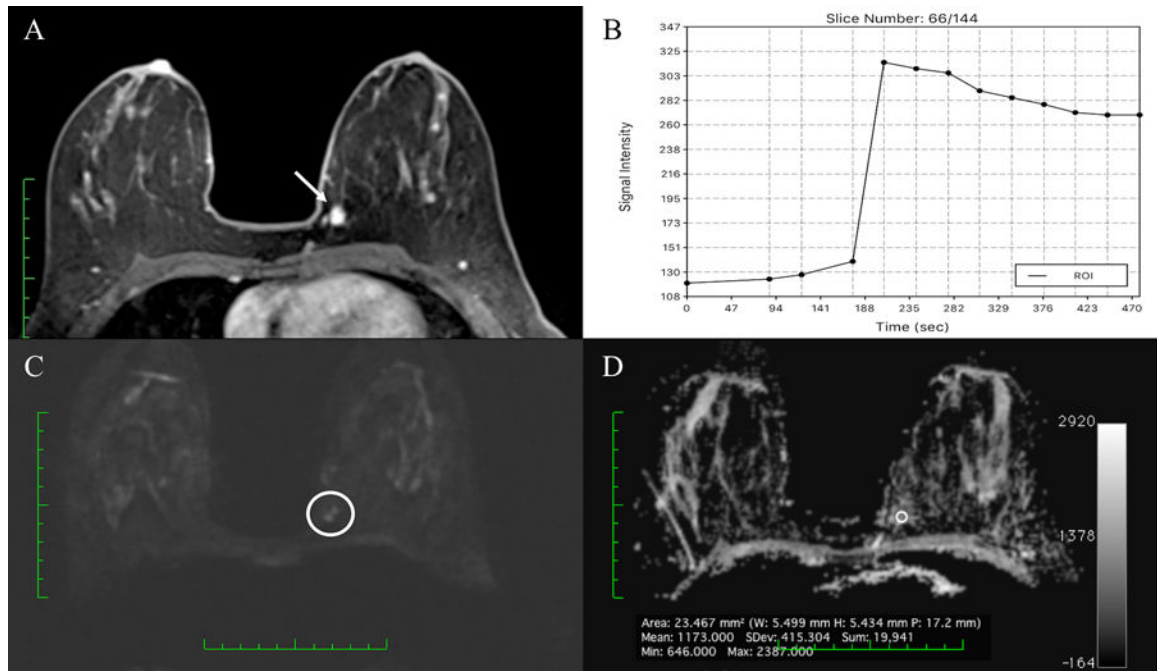 A
B
Slice Number: 66/144
347
325
303
282
260
238
216
195
173
151
130
108
0
47
94
141
188
235
282
329
376
423
470
Signal Intensity
Time (sec)
ROI
C
D
2920
1378
-164
Area: 23.467 mm² (W: 5.499 mm H: 5.434 mm P: 17.2 mm)
Mean: 1173.000 SDev: 415.304 Sum: 19,941
Min: 646.000 Max: 2387.000